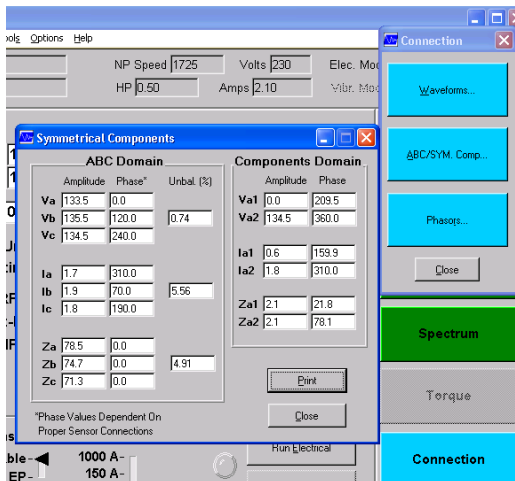 ools Options Help
NP Speed 1725 Volts 230 Elec. Mod
HP 0.50 Amps 2.10 Vibr. Mod
Connection
Waveforms...
ABC/SYM. Comp...
Phasors...
Close
Symmetrical Components
ABC Domain
Amplitude Phase* Unbal. (%)
Va 133.5 0.0
Vb 135.5 120.0 0.74
Vc 134.5 240.0
Ia 1.7 310.0
Ib 1.9 70.0 5.56
Ic 1.8 190.0
Za 78.5 0.0
Zb 74.7 0.0 4.91
Zc 71.3 0.0
*Phase Values Dependent On
Proper Sensor Connections
Components Domain
Amplitude Phase
Va1 0.0 209.5
Va2 134.5 360.0
Ia1 0.6 159.9
Ia2 1.8 310.0
Za1 2.1 21.8
Za2 2.1 78.1
Print
Close
Spectrum
Torque
Connection
Run Electrical
ble- 1000 A-
EP- 150 A-